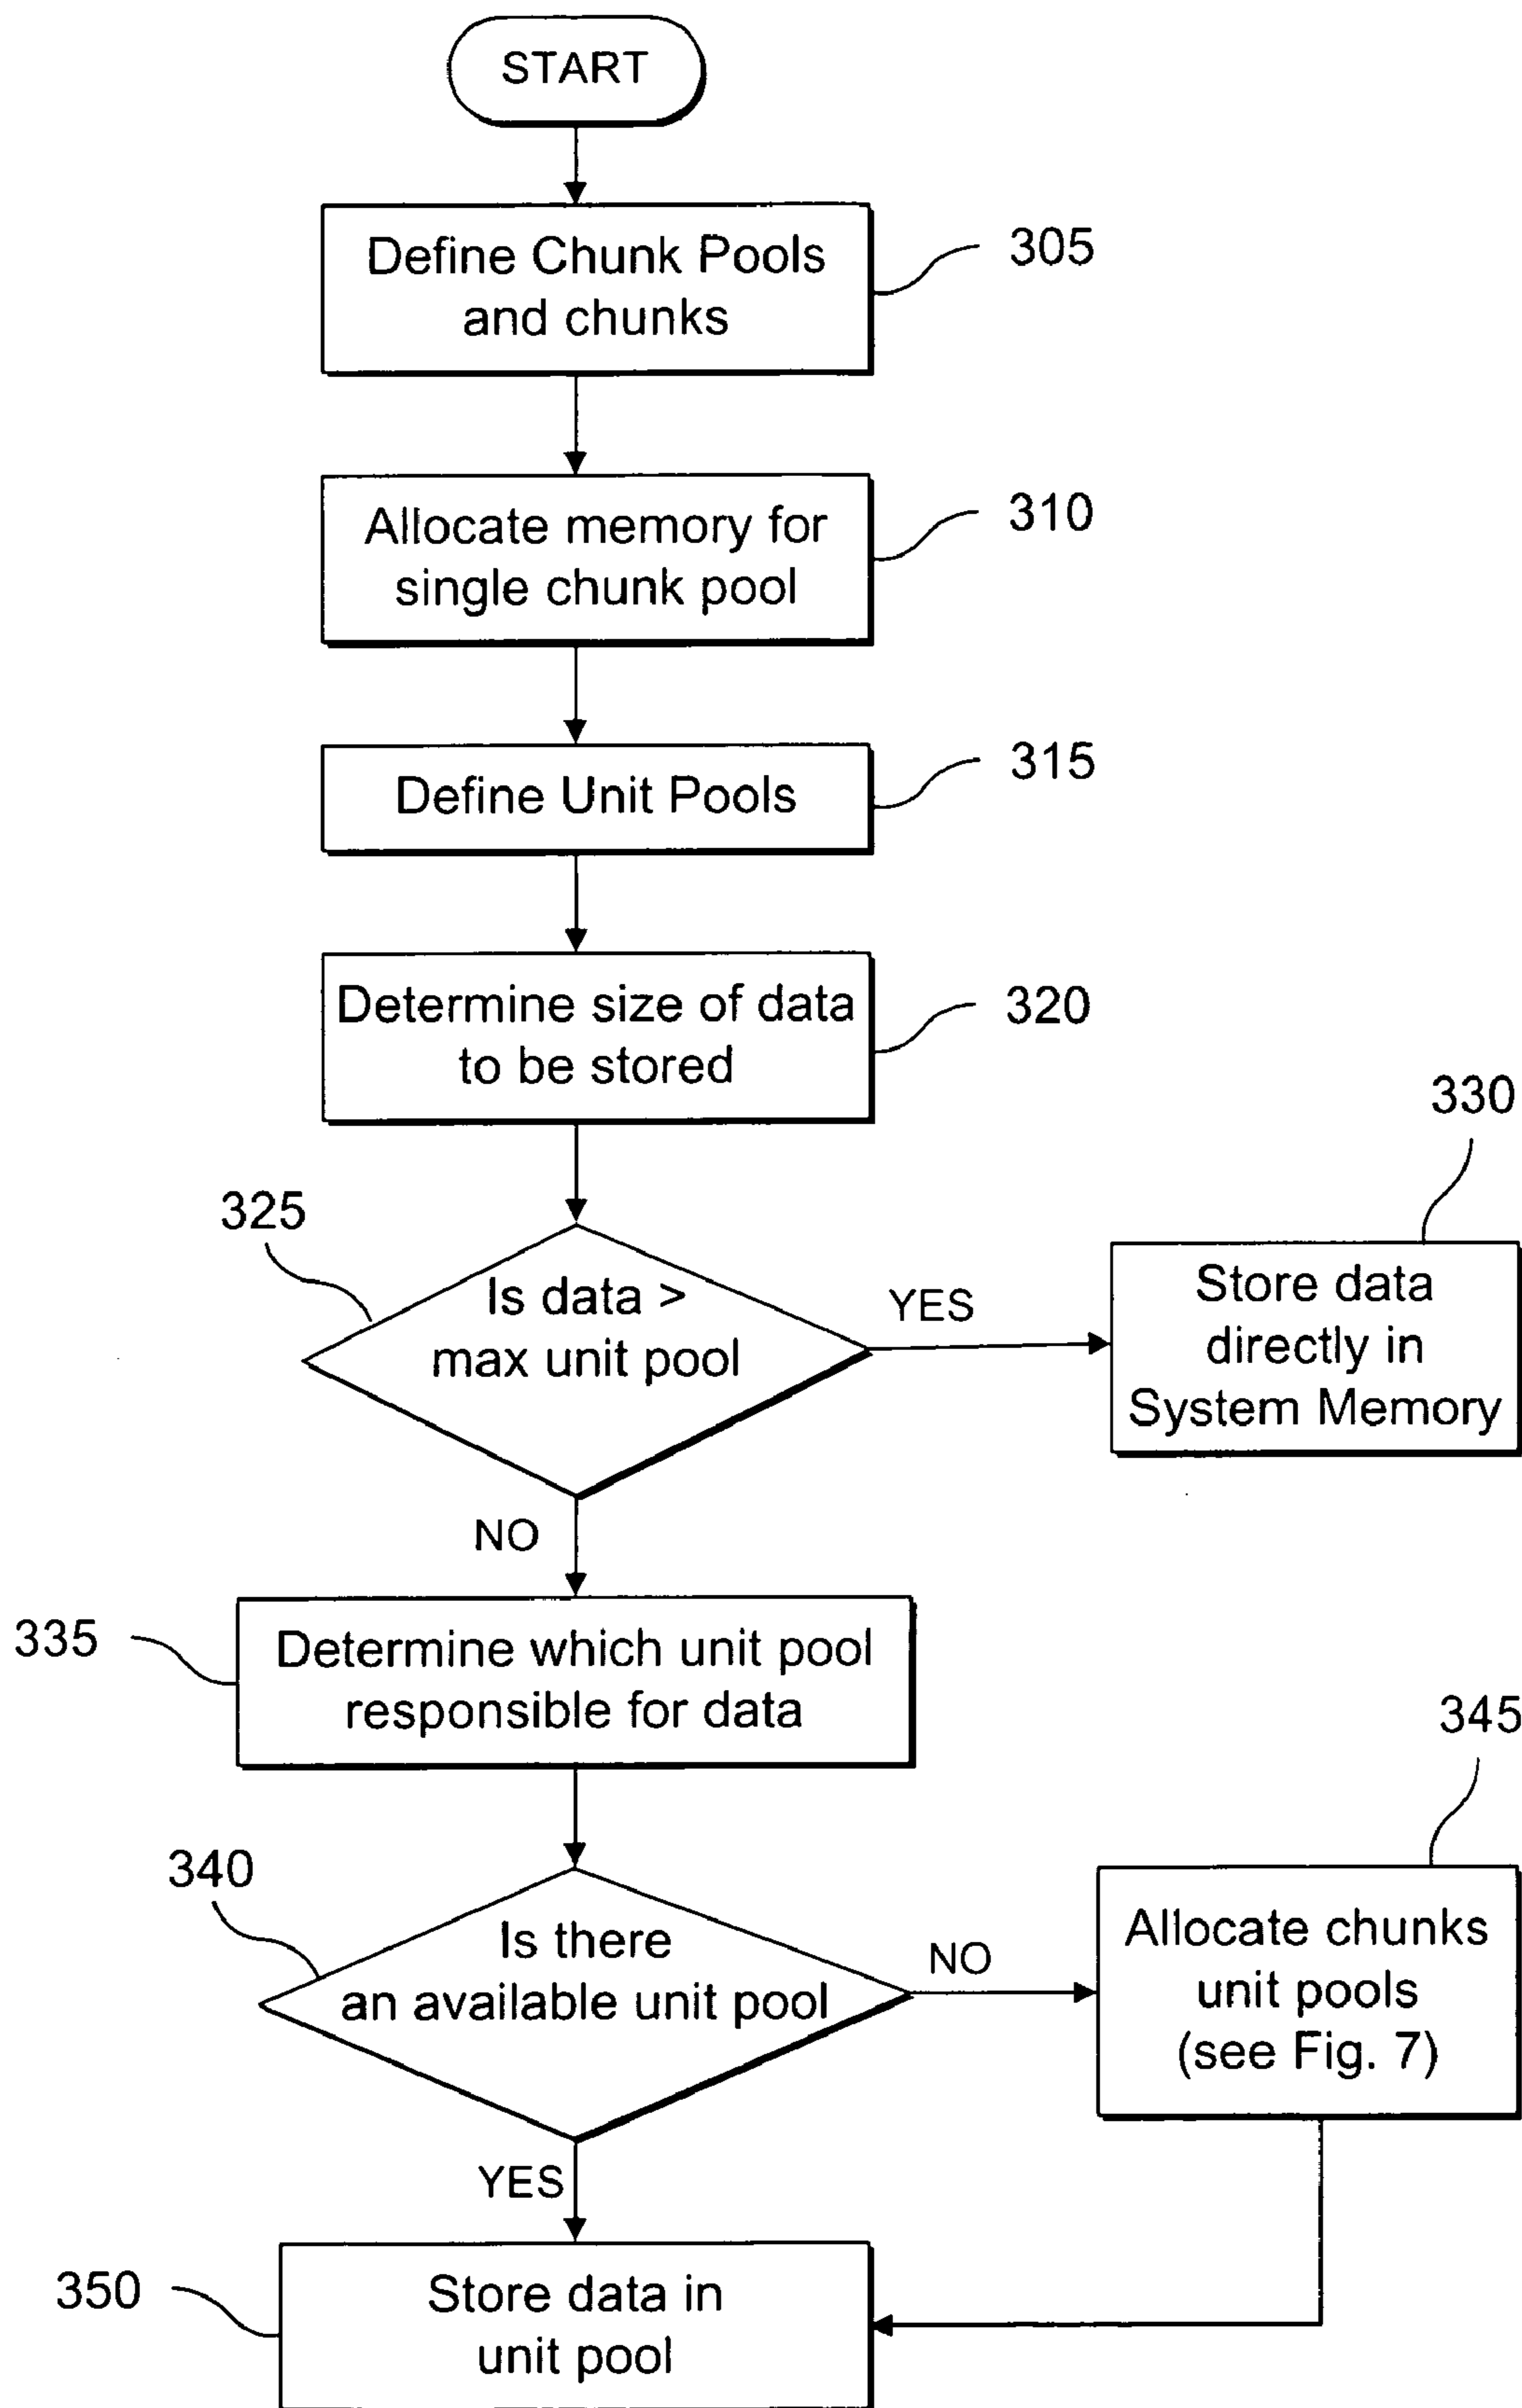 START
Define Chunk Pools
and chunks
305
Allocate memory for
single chunk pool
310
Define Unit Pools
315
Determine size of data
to be stored
320
325
Is data >
max unit pool
YES
330
Store data
directly in
System Memory
NO
335
Determine which unit pool
responsible for data
340
Is there
an available unit pool
NO
345
Allocate chunks
unit pools
(see Fig. 7)
YES
350
Store data in
unit pool